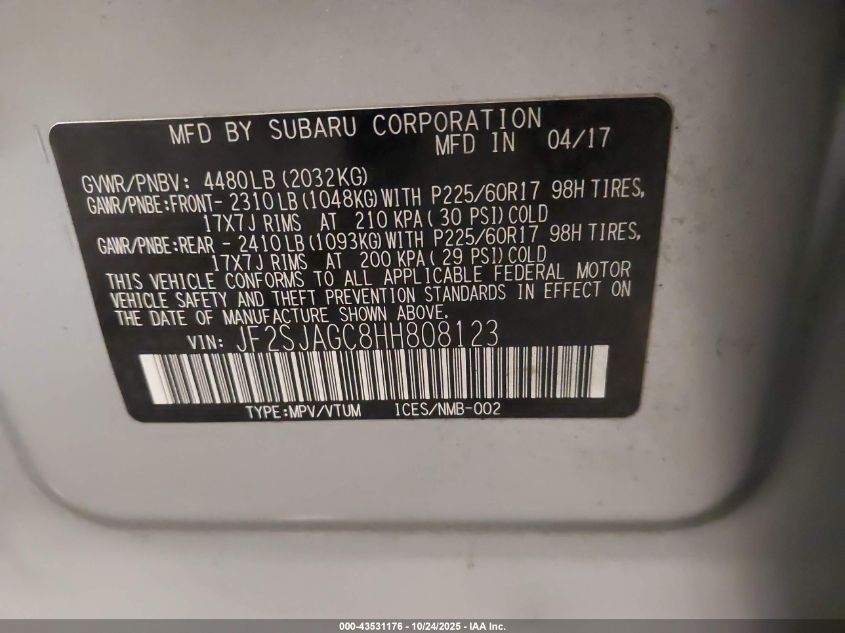 MFD BY SUBARU CORPORATION
MFD IN 04/17
GVWR/PNBV: 4480LB(2032KG)
GAWR/PNBE:FRONT- 2310LB(1048KG)WITH P225/60R17 98H TIRES,
17X7J RIMS AT 210 KPA( 30 PSI)COLD
GAWR/PNBE:REAR - 2410LB(1093KG)WITH P225/60R17 98H TIRES,
17X7J RIMS AT 200 KPA( 29 PSI)COLD
THIS VEHICLE CONFORMS TO ALL APPLICABLE FEDERAL MOTOR
VEHICLE SAFETY AND THEFT PREVENTION STANDARDS IN EFFECT ON
THE DATE OF MANUFACTURE SHOWN ABOVE.
VIN: JF2SJAGC8HH808123
TYPE:MPV/VTUM ICES/NMB-002
000-43531176 - 10/24/2025 - IAA Inc.